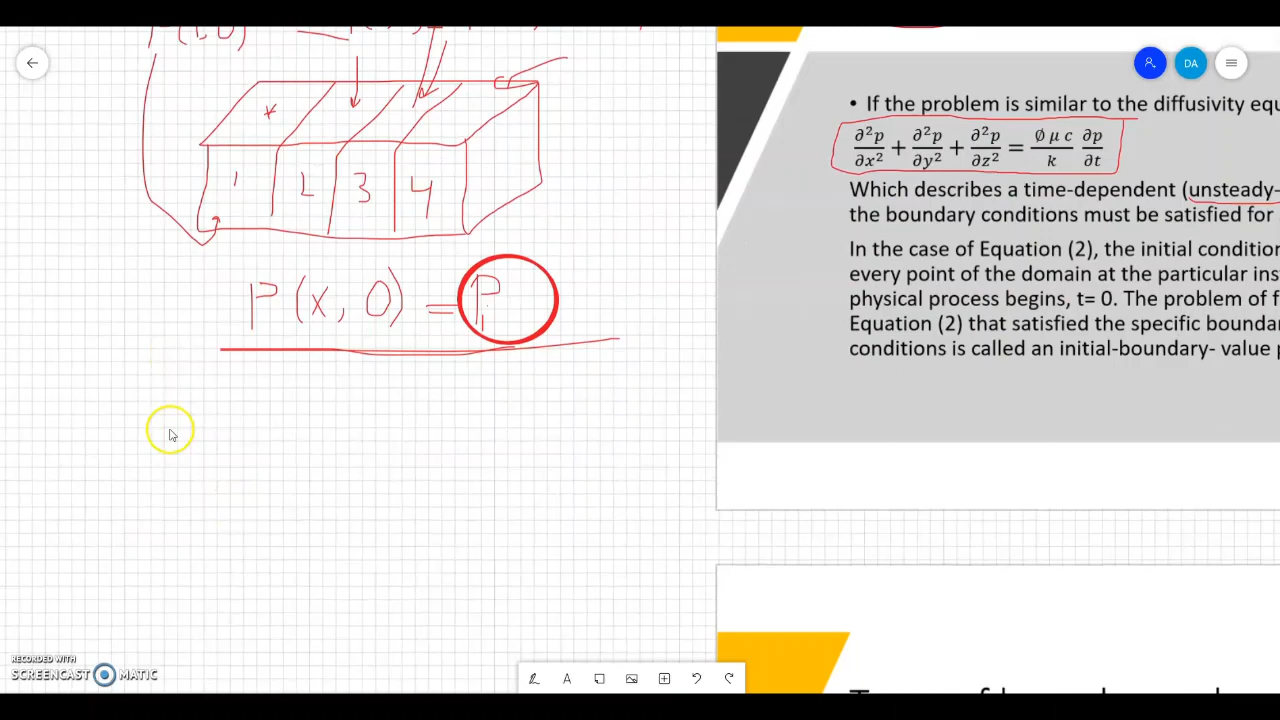 1 2 3 4
P(x, 0) = Pi
DA
• If the problem is similar to the diffusivity equ
∂²p/∂x² + ∂²p/∂y² + ∂²p/∂z² = ∅ μ c/k ∂p/∂t
Which describes a time-dependent (unsteady-
the boundary conditions must be satisfied for
In the case of Equation (2), the initial condition
every point of the domain at the particular ins
physical process begins, t= 0. The problem of f
Equation (2) that satisfied the specific bounda
conditions is called an initial-boundary- value p
RECORDED WITH
SCREENCAST MATIC